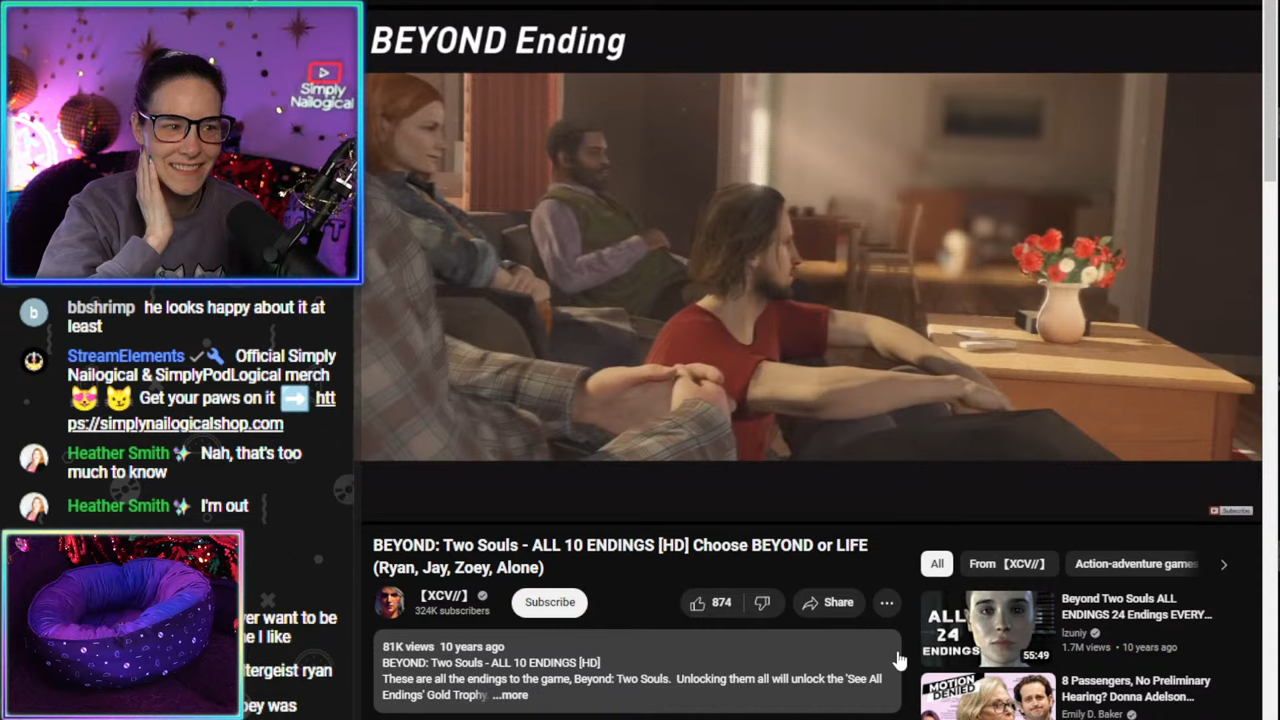 BEYOND Ending
Simply
Nailogical
bbshrimp he looks happy about it at
least
StreamElements Official Simply
Nailogical & SimplyPodLogical merch
Get your paws on it htt
ps://simplynailogicalshop.com
Heather Smith Nah, that's too
much to know
Heather Smith I'm out
ver want to be
e I like
tergeist ryan
oey was
Subscribe
BEYOND: Two Souls - ALL 10 ENDINGS [HD] Choose BEYOND or LIFE
(Ryan, Jay, Zoey, Alone)
【XCV//】
324K subscribers
Subscribe
874
Share
81K views 10 years ago
BEYOND: Two Souls - ALL 10 ENDINGS [HD]
These are all the endings to the game, Beyond: Two Souls. Unlocking them all will unlock the 'See All
Endings' Gold Trophy. ...more
All
From 【XCV//】
Action-adventure games
ALL
24
ENDINGS
55:49
Beyond Two Souls ALL
ENDINGS 24 Endings EVERY...
Izuniy
1.7M views · 10 years ago
MOTION
DENIED
8 Passengers, No Preliminary
Hearing? Donna Adelson...
Emily D. Baker